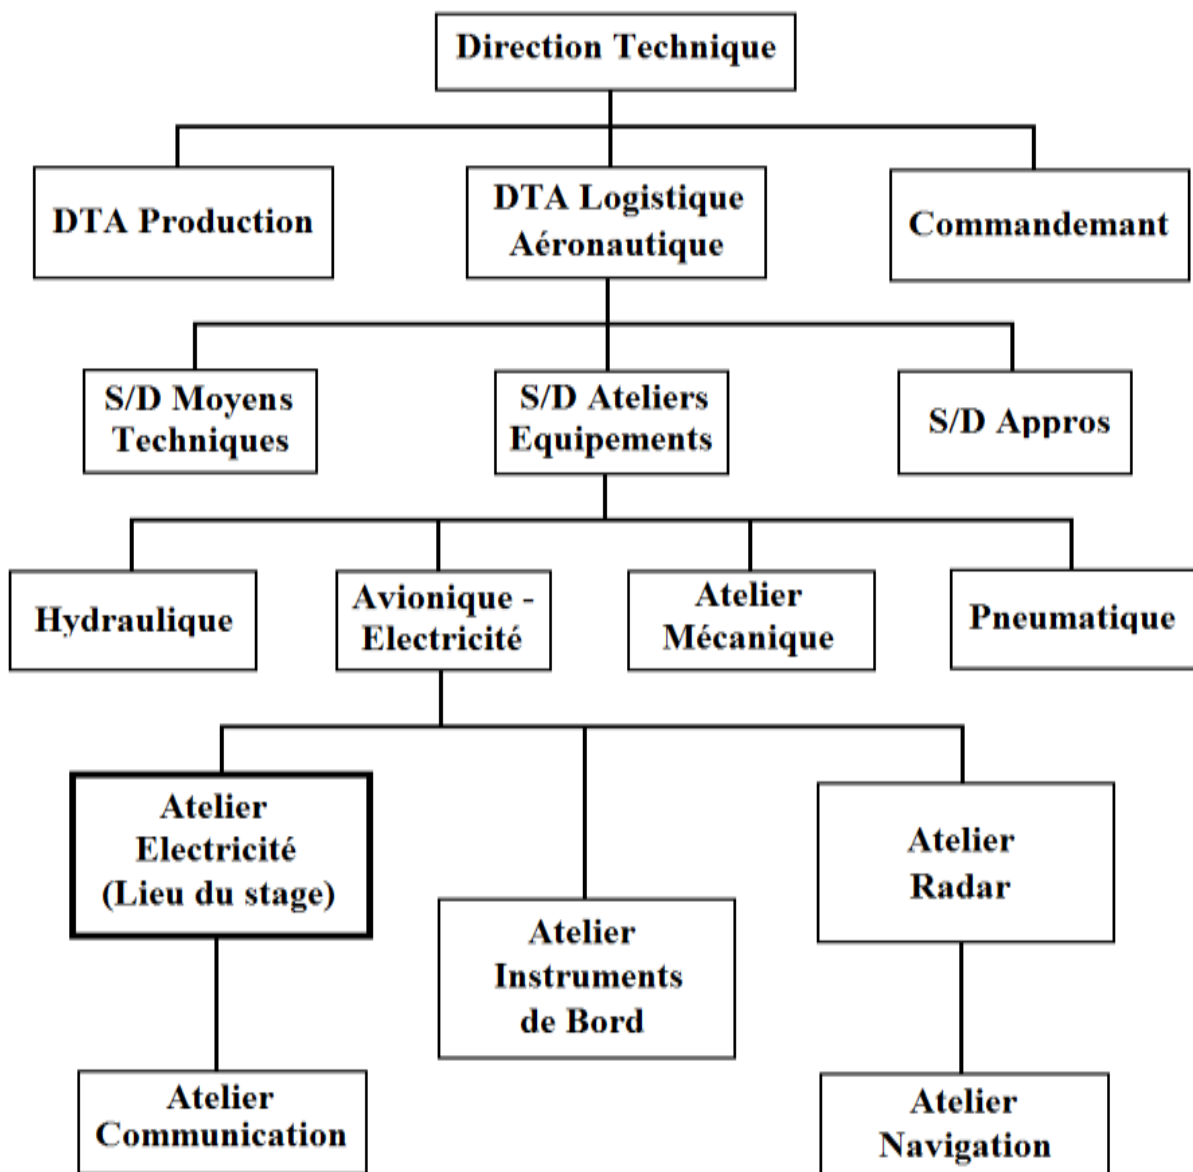 Direction Technique
DTA Production
DTA Logistique
Aéronautique
Commandemant
S/D Moyens
Techniques
S/D Ateliers
Equipements
S/D Appros
Hydraulique
Avionique -
Electricité
Atelier
Mécanique
Pneumatique
Atelier
Electricité
(Lieu du stage)
Atelier
Instruments
de Bord
Atelier
Radar
Atelier
Communication
Atelier
Navigation